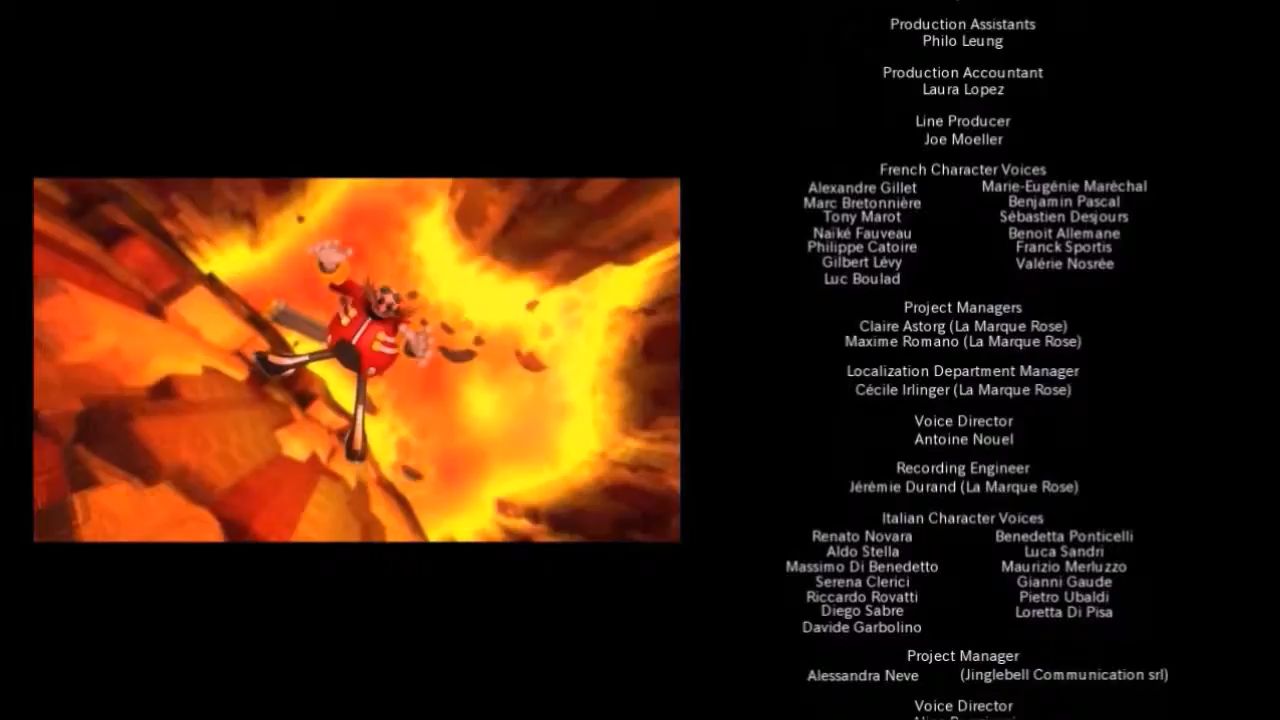 Production Assistants
Philo Leung
Production Accountant
Laura Lopez
Line Producer
Joe Moeller
French Character Voices
Alexandre Gillet
Marie-Eugénie Maréchal
Marc Bretonnière
Benjamin Pascal
Tony Marot
Sébastien Desjours
Naïké Fauveau
Benoit Allemane
Philippe Catoire
Franck Sportis
Gilbert Lévy
Valérie Nosrée
Luc Boulad
Project Managers
Claire Astorg (La Marque Rose)
Maxime Romano (La Marque Rose)
Localization Department Manager
Cécile Irlinger (La Marque Rose)
Voice Director
Antoine Nouel
Recording Engineer
Jérémie Durand (La Marque Rose)
Italian Character Voices
Renato Novara
Benedetta Ponticelli
Aldo Stella
Luca Sandri
Massimo Di Benedetto
Maurizio Merluzzo
Serena Clerici
Gianni Gaude
Riccardo Rovatti
Pietro Ubaldi
Diego Sabre
Loretta Di Pisa
Davide Garbolino
Project Manager
Alessandra Neve (Jinglebell Communication srl)
Voice Director